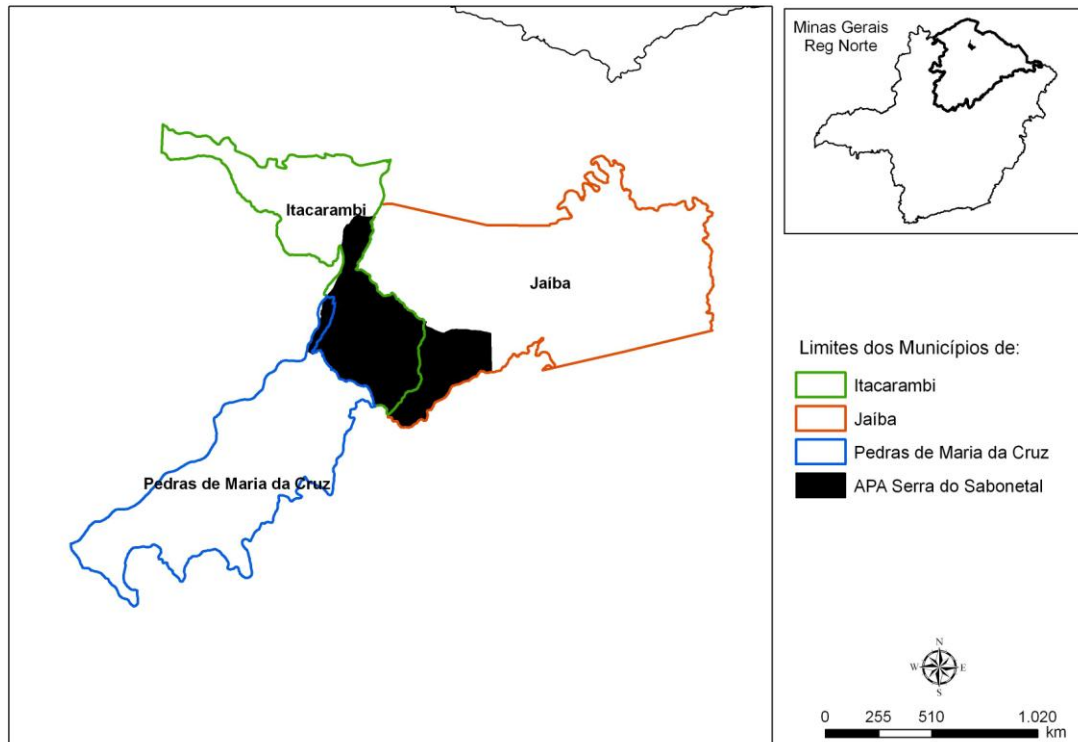 Itacarambi
Jaíba
Pedras de Maria da Cruz
Minas Gerais
Reg Norte
Limites dos Municípios de:
Itacarambi
Jaíba
Pedras de Maria da Cruz
APA Serra do Sabonetal
N
W E
S
0 255 510 1.020
km